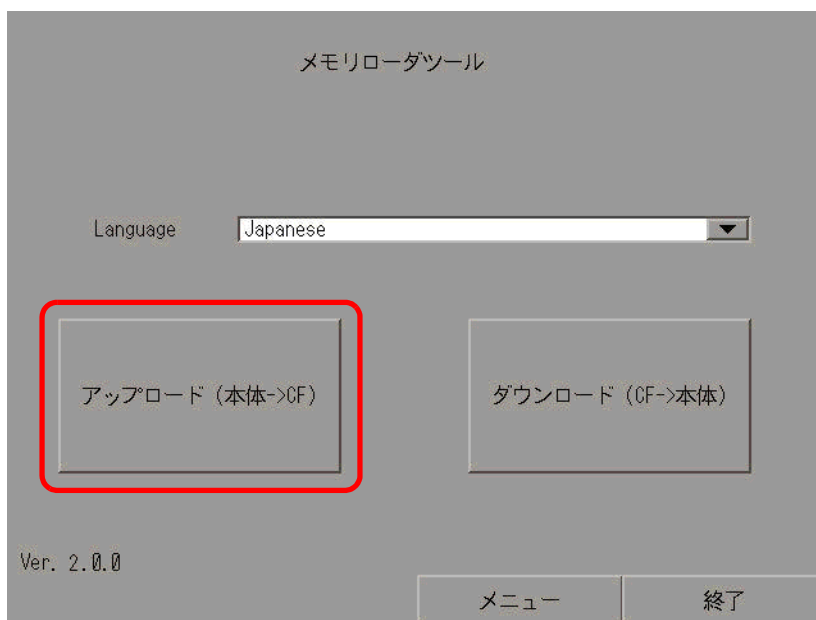 メモリローダツール
Language
Japanese
アップロード (本体->CF)
ダウンロード (CF->本体)
Ver. 2.0.0
メニュー
終了